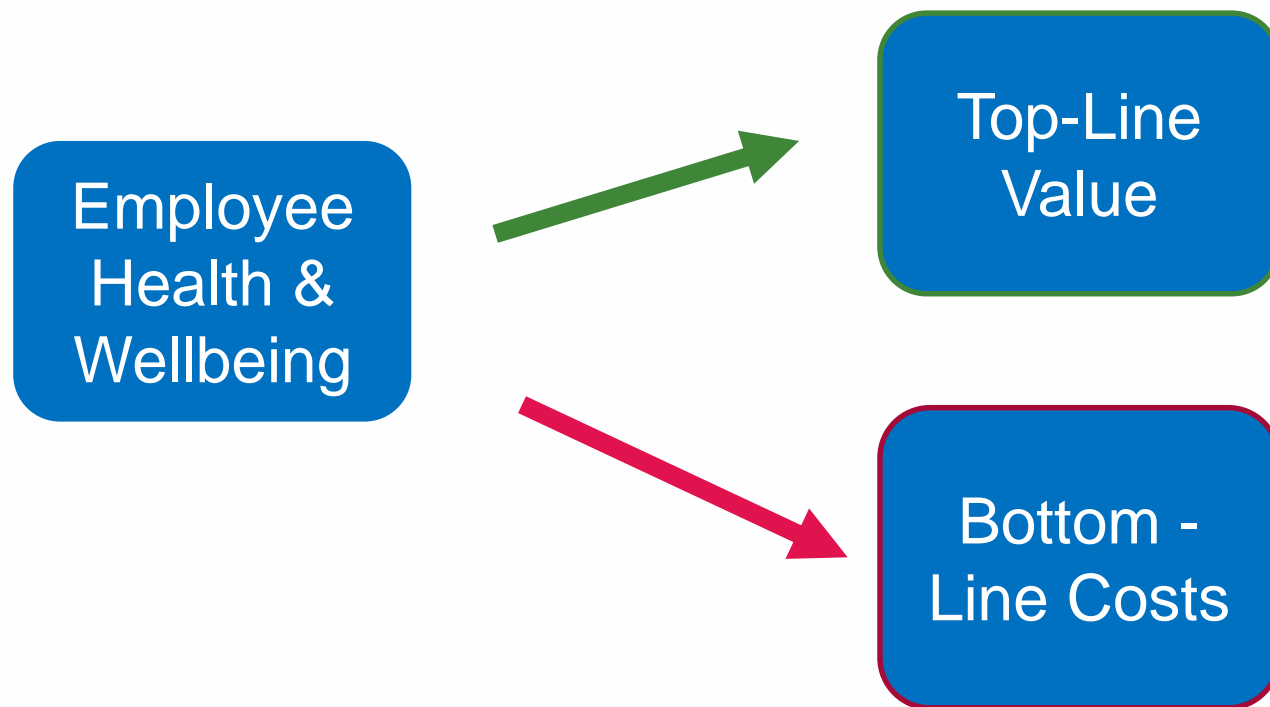 Employee
Health &
Wellbeing
Top-Line
Value
Bottom -
Line Costs